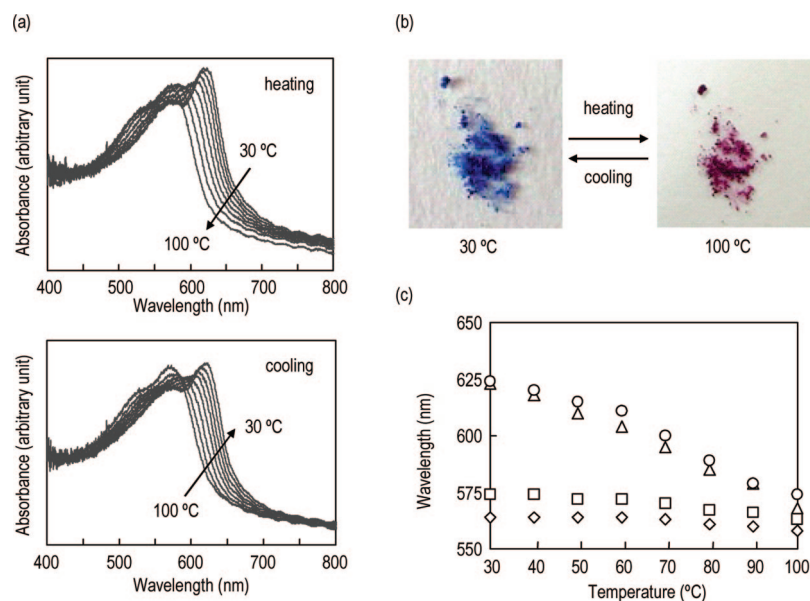 (a)
heating
30 ºC
100 ºC
Absorbance (arbitrary unit)
400 500 600 700 800
Wavelength (nm)
cooling
30 ºC
100 ºC
Absorbance (arbitrary unit)
400 500 600 700 800
Wavelength (nm)
(b)
heating
cooling
30 ºC
100 ºC
(c)
650
625
600
575
550
Wavelength (nm)
30 40 50 60 70 80 90 100
Temperature (ºC)